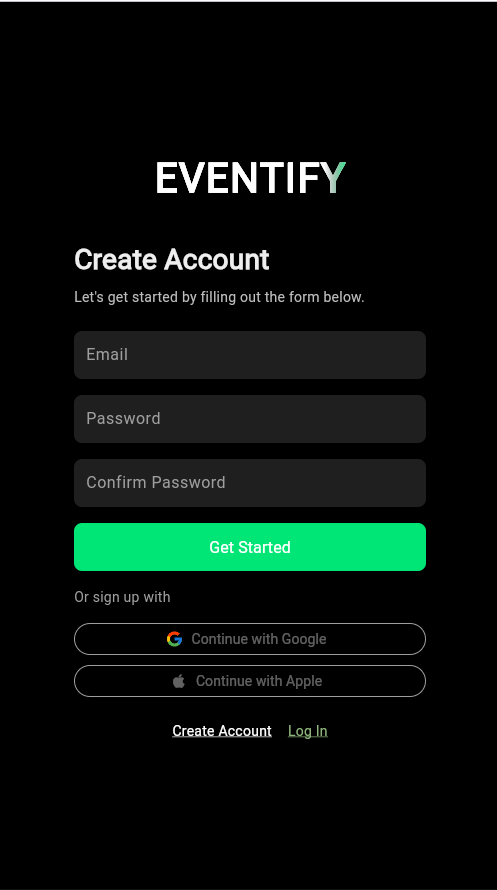 EVENTIFY
Create Account
Let's get started by filling out the form below.
Email
Password
Confirm Password
Get Started
Or sign up with
Continue with Google
Continue with Apple
Create Account Log In